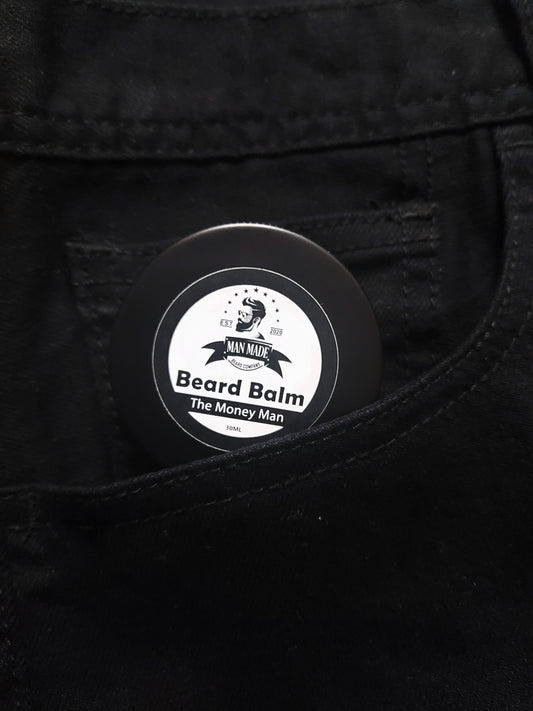 EST 2020
MAN MADE
BEARD COMPANY
Beard Balm
The Money Man
30ML